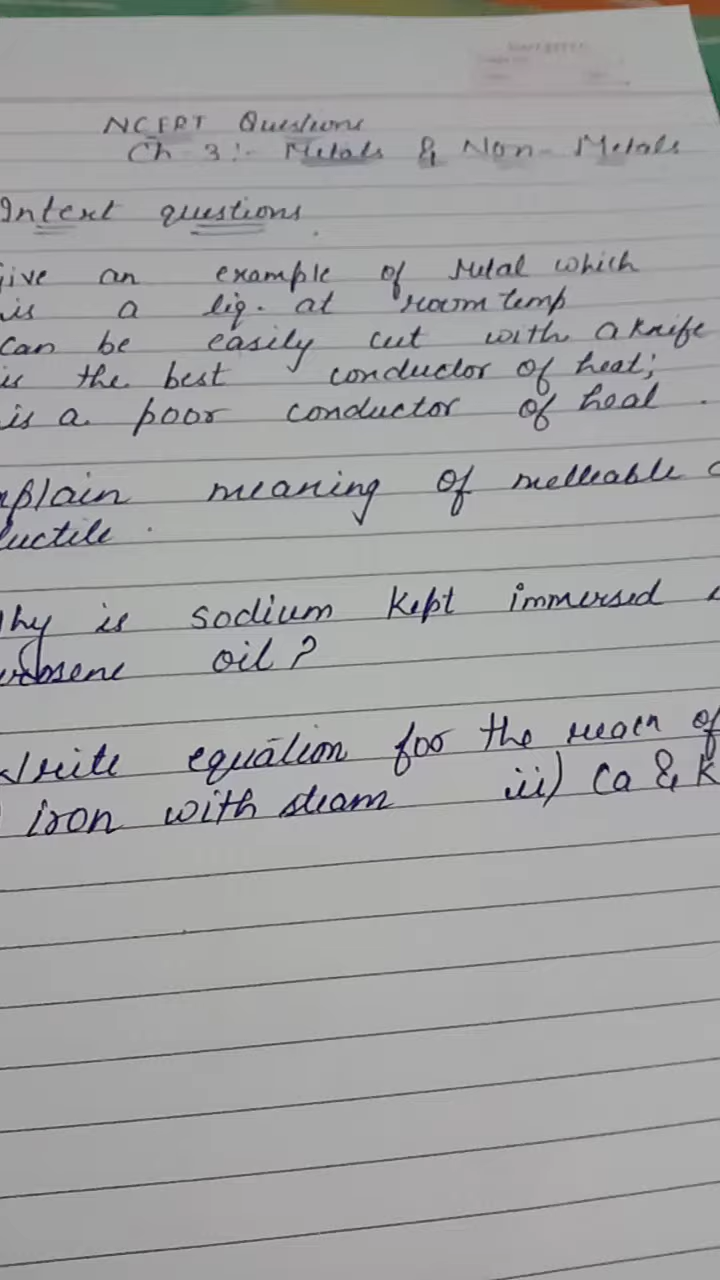 NCERT Questions
Ch 3:- Metals & Non-Metals
Intext questions.
ive an example of Metal which
is a liq. at room temp
can be easily cut with a knife
is the best conductor of heat;
is a poor conductor of heat.
plain meaning of melleable
uctile.
hy is sodium kept immersed
osene oil?
Write equation for the reacn of
iron with steam ii) Ca & K